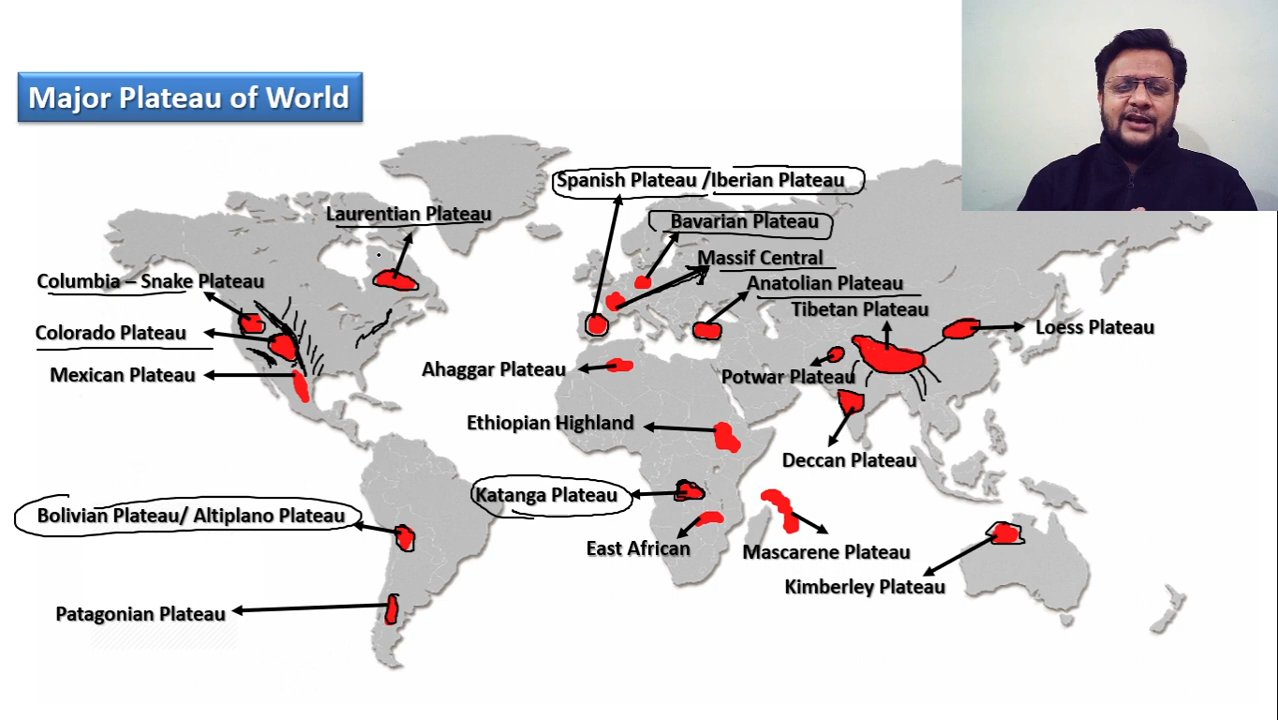 Major Plateau of World
Spanish Plateau /Iberian Plateau
Laurentian Plateau
Bavarian Plateau
Massif Central
Columbia – Snake Plateau
Anatolian Plateau
Tibetan Plateau
Loess Plateau
Colorado Plateau
Mexican Plateau
Ahaggar Plateau
Potwar Plateau
Ethiopian Highland
Deccan Plateau
Katanga Plateau
Bolivian Plateau/ Altiplano Plateau
East African
Mascarene Plateau
Kimberley Plateau
Patagonian Plateau